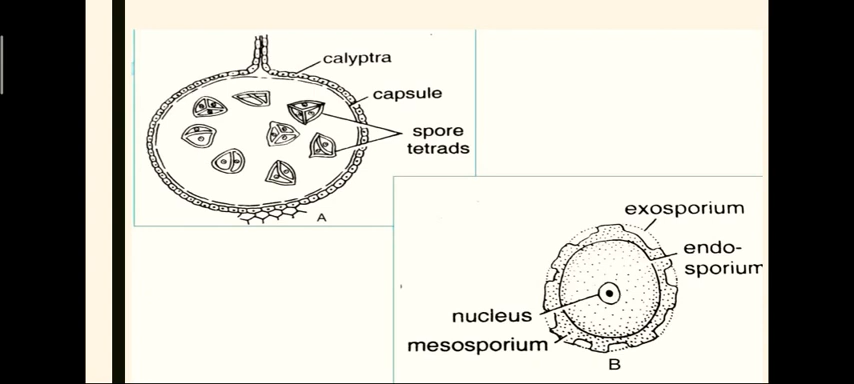 calyptra
capsule
spore
tetrads
A
exosporium
endo-
sporium
nucleus
mesosporium
B